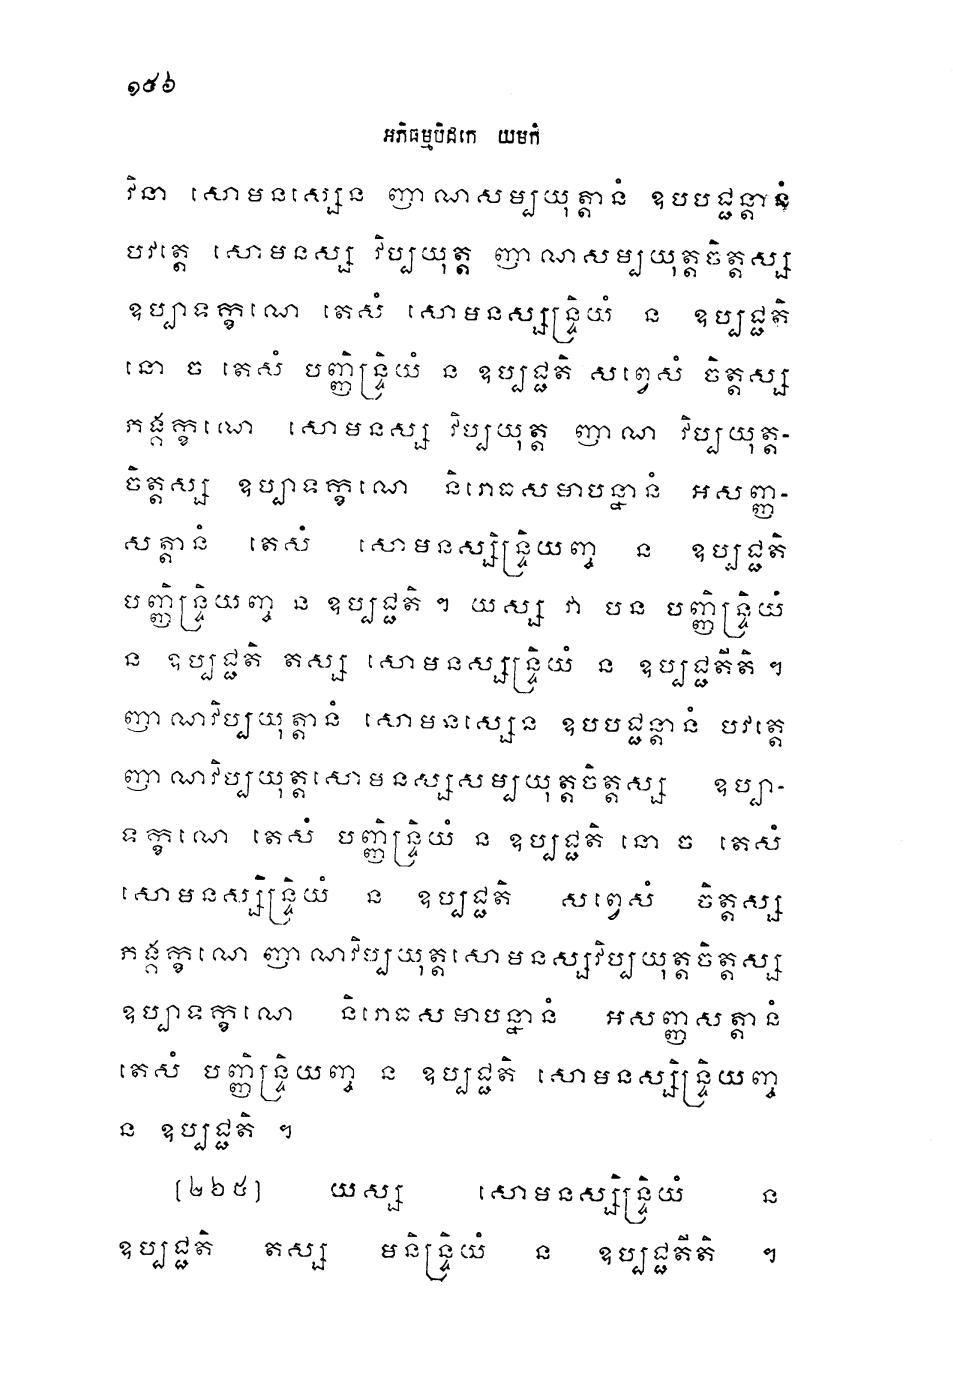 ១៥៦
អភិធម្មបិដកេ យមកំ
វិនា សោមនស្សេន ញាណសម្បយុត្តានំ ឧបបជ្ជន្តានំ
បវត្តេ សោមនស្ស វិប្បយុត្ត ញាណសម្បយុត្តចិត្តស្ស
ឧប្បាទក្ខណេ តេសំ សោមនស្សន្ទ្រិយំ ន ឧប្បជ្ជតិ
នោ ច តេសំ បញ្ញិន្ទ្រិយំ ន ឧប្បជ្ជតិ សព្វេសំ ចិត្តស្ស
ភង្គក្ខណេ សោមនស្ស វិប្បយុត្ត ញាណ វិប្បយុត្ត-
ចិត្តស្ស ឧប្បាទក្ខណេ និរោធសមាបន្នានំ អសញ្ញ-
សត្តានំ តេសំ សោមនស្សិន្ទ្រិយញ្ច ន ឧប្បជ្ជតិ
បញ្ញិន្ទ្រិយញ្ច ន ឧប្បជ្ជតិ ។ យស្ស វា បន បញ្ញិន្ទ្រិយំ
ន ឧប្បជ្ជតិ តស្ស សោមនស្សន្ទ្រិយំ ន ឧប្បជ្ជតីតិ ។
ញាណវិប្បយុត្តានំ សោមនស្សេន ឧបបជ្ជន្តានំ បវត្តេ
ញាណវិប្បយុត្តសោមនស្សសម្បយុត្តចិត្តស្ស ឧប្បា-
ទក្ខណេ តេសំ បញ្ញិន្ទ្រិយំ ន ឧប្បជ្ជតិ នោ ច តេសំ
សោមនស្សិន្ទ្រិយំ ន ឧប្បជ្ជតិ សព្វេសំ ចិត្តស្ស
ភង្គក្ខណេ ញាណវិប្បយុត្តសោមនស្សវិប្បយុត្តចិត្តស្ស
ឧប្បាទក្ខណេ និរោធសមាបន្នានំ អសញ្ញសត្តានំ
តេសំ បញ្ញិន្ទ្រិយញ្ច ន ឧប្បជ្ជតិ សោមនស្សិន្ទ្រិយញ្ច
ន ឧប្បជ្ជតិ ។
[២៦៥] យស្ស សោមនស្សិន្ទ្រិយំ ន
ឧប្បជ្ជតិ តស្ស មនិន្ទ្រិយំ ន ឧប្បជ្ជតីតិ ។